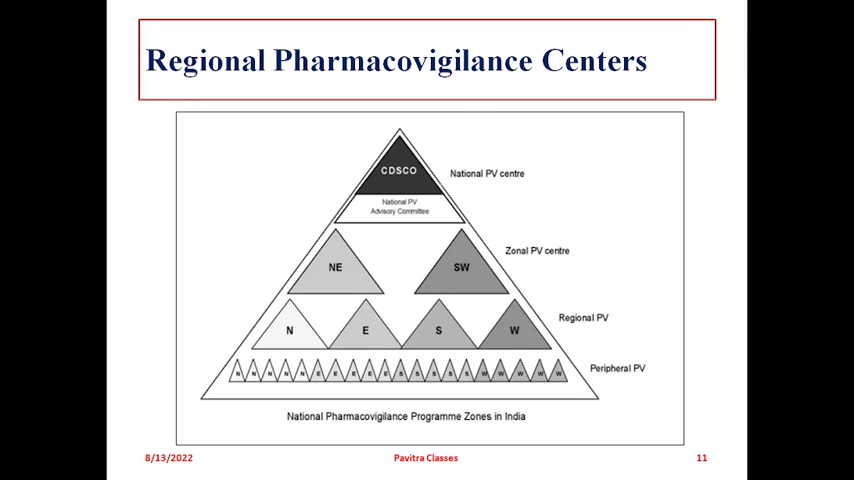 Regional Pharmacovigilance Centers
CDSCO
National PV centre
National PV
Advisory Committee
NE
SW
Zonal PV centre
N E S W
Regional PV
N N N N N E E E E E S S S S S W W W W W
Peripheral PV
National Pharmacovigilance Programme Zones in India
8/13/2022 Pavitra Classes 11